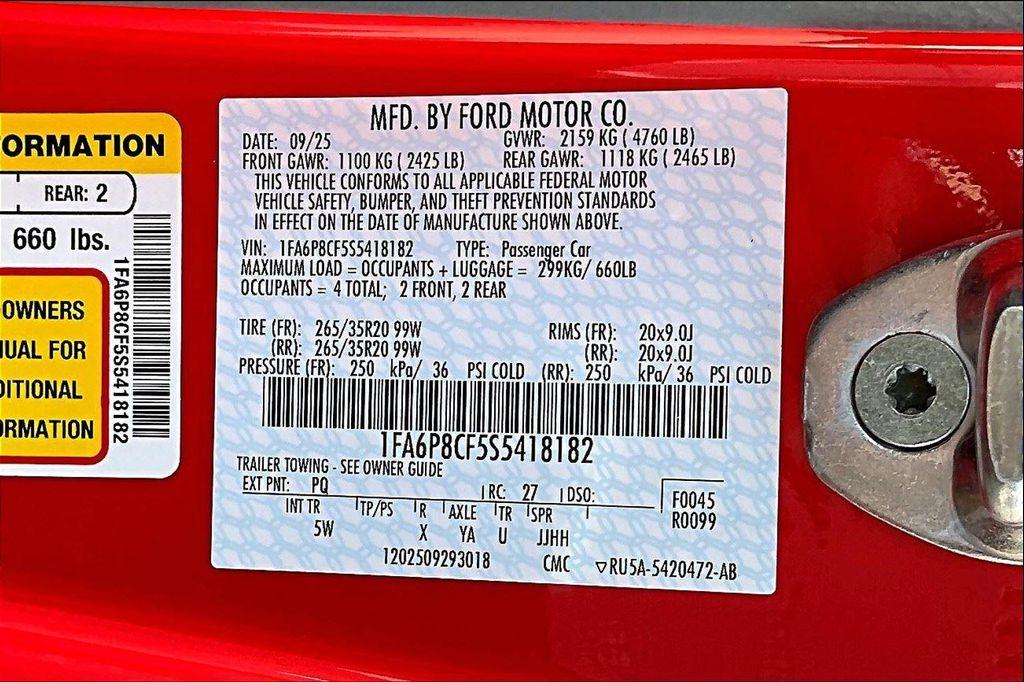 ORMATION
REAR: 2
660 lbs.
OWNERS
UAL FOR
DITIONAL
ORMATION
1FA6P8CF5S5418182
MFD. BY FORD MOTOR CO.
DATE: 09/25 GVWR: 2159 KG ( 4760 LB)
FRONT GAWR: 1100 KG ( 2425 LB) REAR GAWR: 1118 KG ( 2465 LB)
THIS VEHICLE CONFORMS TO ALL APPLICABLE FEDERAL MOTOR
VEHICLE SAFETY, BUMPER, AND THEFT PREVENTION STANDARDS
IN EFFECT ON THE DATE OF MANUFACTURE SHOWN ABOVE.
VIN: 1FA6P8CF5S5418182 TYPE: Passenger Car
MAXIMUM LOAD = OCCUPANTS + LUGGAGE = 299KG/ 660LB
OCCUPANTS = 4 TOTAL; 2 FRONT, 2 REAR
TIRE (FR): 265/35R20 99W RIMS (FR): 20x9.0J
(RR): 265/35R20 99W (RR): 20x9.0J
PRESSURE (FR): 250 kPa/ 36 PSI COLD (RR): 250 kPa/ 36 PSI COLD
1FA6P8CF5S5418182
TRAILER TOWING - SEE OWNER GUIDE
EXT PNT: PQ RC: 27 DSO: F0045
INT TR TP/PS R AXLE TR SPR R0099
5W X YA U JJHH
1202509293018 CMC ▽RU5A-5420472-AB